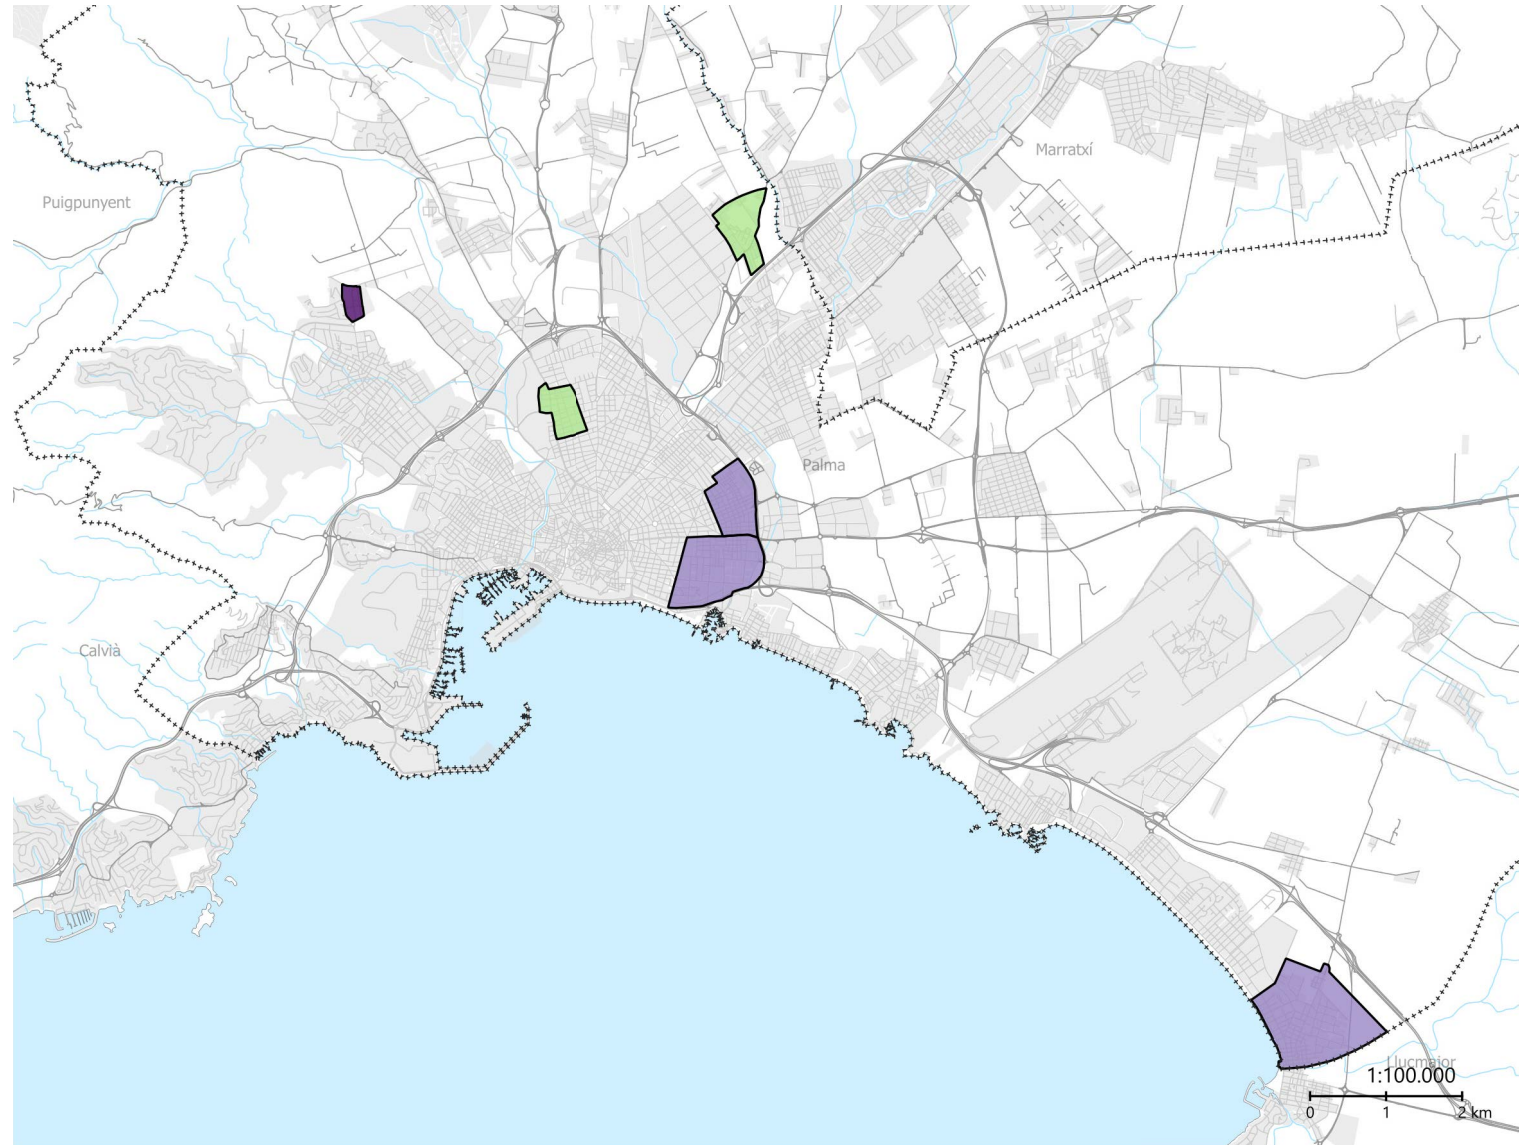 Marratxí
Puigpunyent
Palma
Calvià
Llucmajor
1:100.000
0 1 2 km